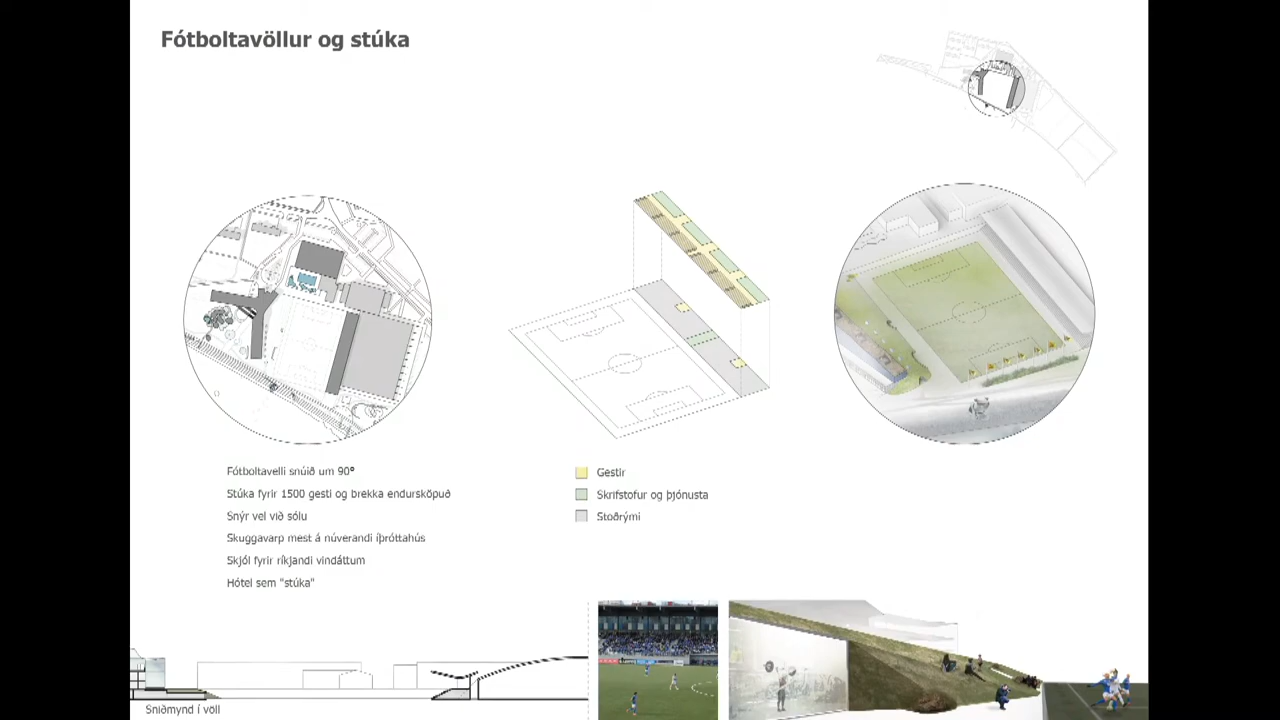 Fótboltavöllur og stúka
Fótboltavelli snúið um 90°
Stúka fyrir 1500 gesti og brekka endursköpuð
Snýr vel við sólu
Skuggavarp mest á núverandi íþróttahús
Skjól fyrir ríkjandi vindáttum
Hótel sem "stúka"
Gestir
Skrifstofur og þjónusta
Stoðrými
Sniðmynd í völl